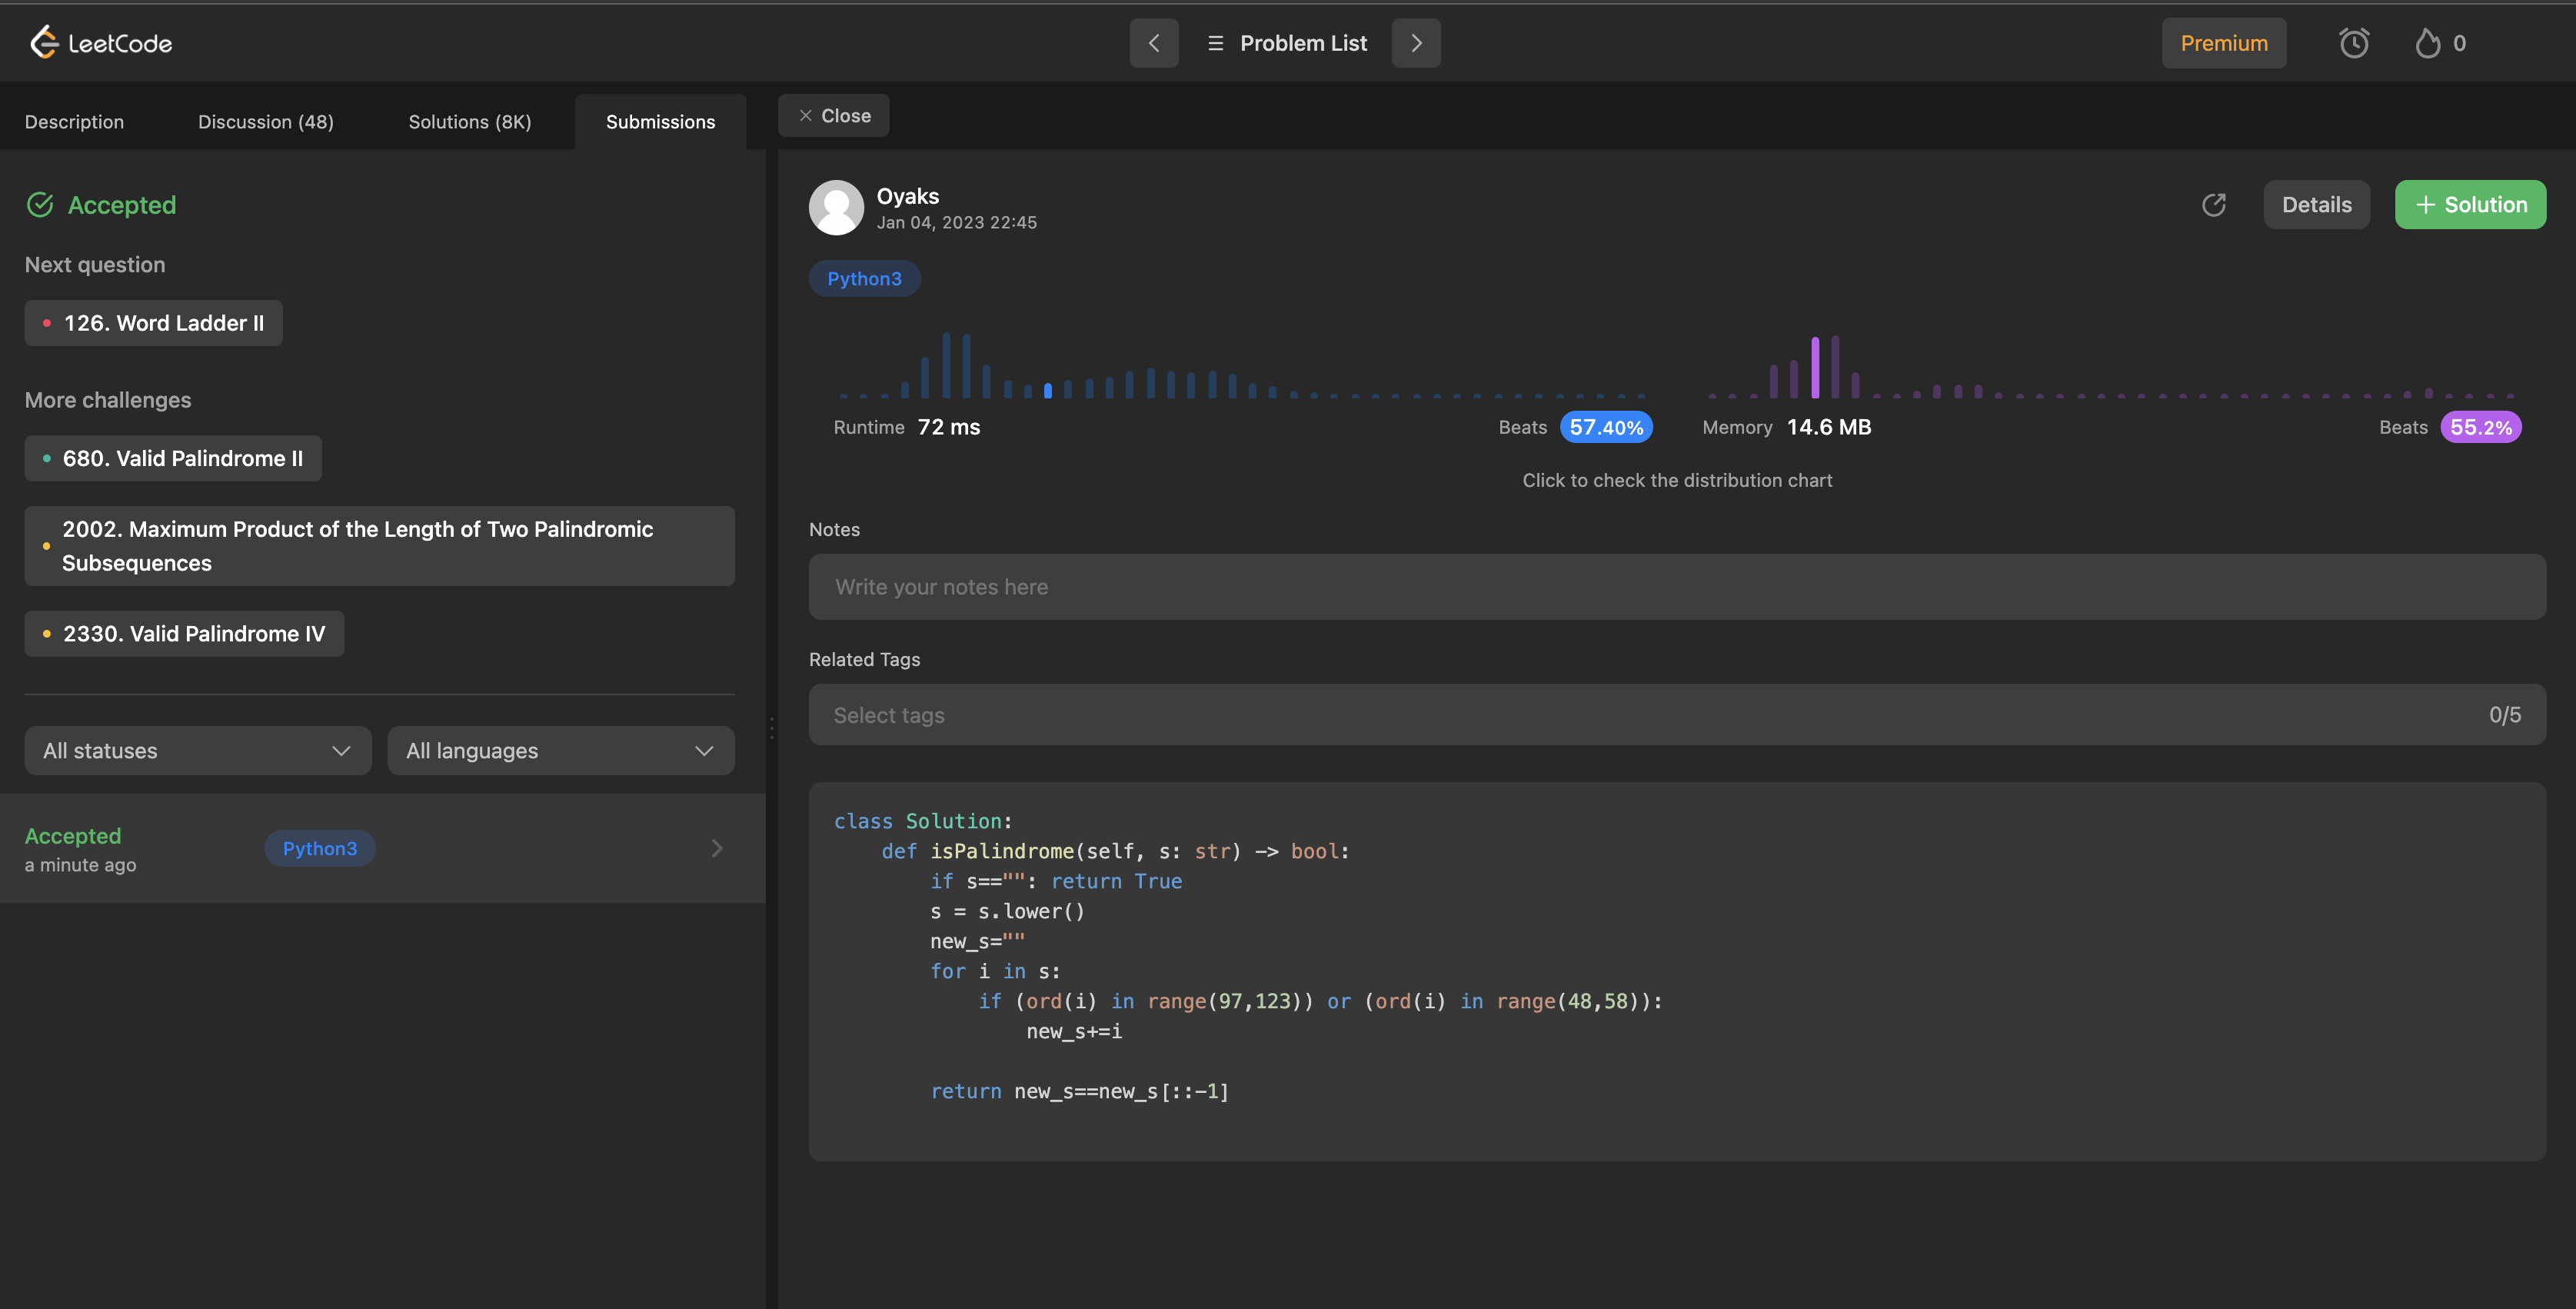 LeetCode
Problem List
Premium
0
Description
Discussion (48)
Solutions (8K)
Submissions
Close
Accepted
Next question
126. Word Ladder II
More challenges
680. Valid Palindrome II
2002. Maximum Product of the Length of Two Palindromic
Subsequences
2330. Valid Palindrome IV
All statuses
All languages
Accepted
Python3
a minute ago
Oyaks
Jan 04, 2023 22:45
Details
+ Solution
Python3
Runtime 72 ms
Beats 57.40%
Memory 14.6 MB
Beats 55.2%
Click to check the distribution chart
Notes
Write your notes here
Related Tags
Select tags
0/5
class Solution:
    def isPalindrome(self, s: str) -> bool:
        if s=="": return True
        s = s.lower()
        new_s=""
        for i in s:
            if (ord(i) in range(97,123)) or (ord(i) in range(48,58)):
                new_s+=i
        return new_s==new_s[::-1]